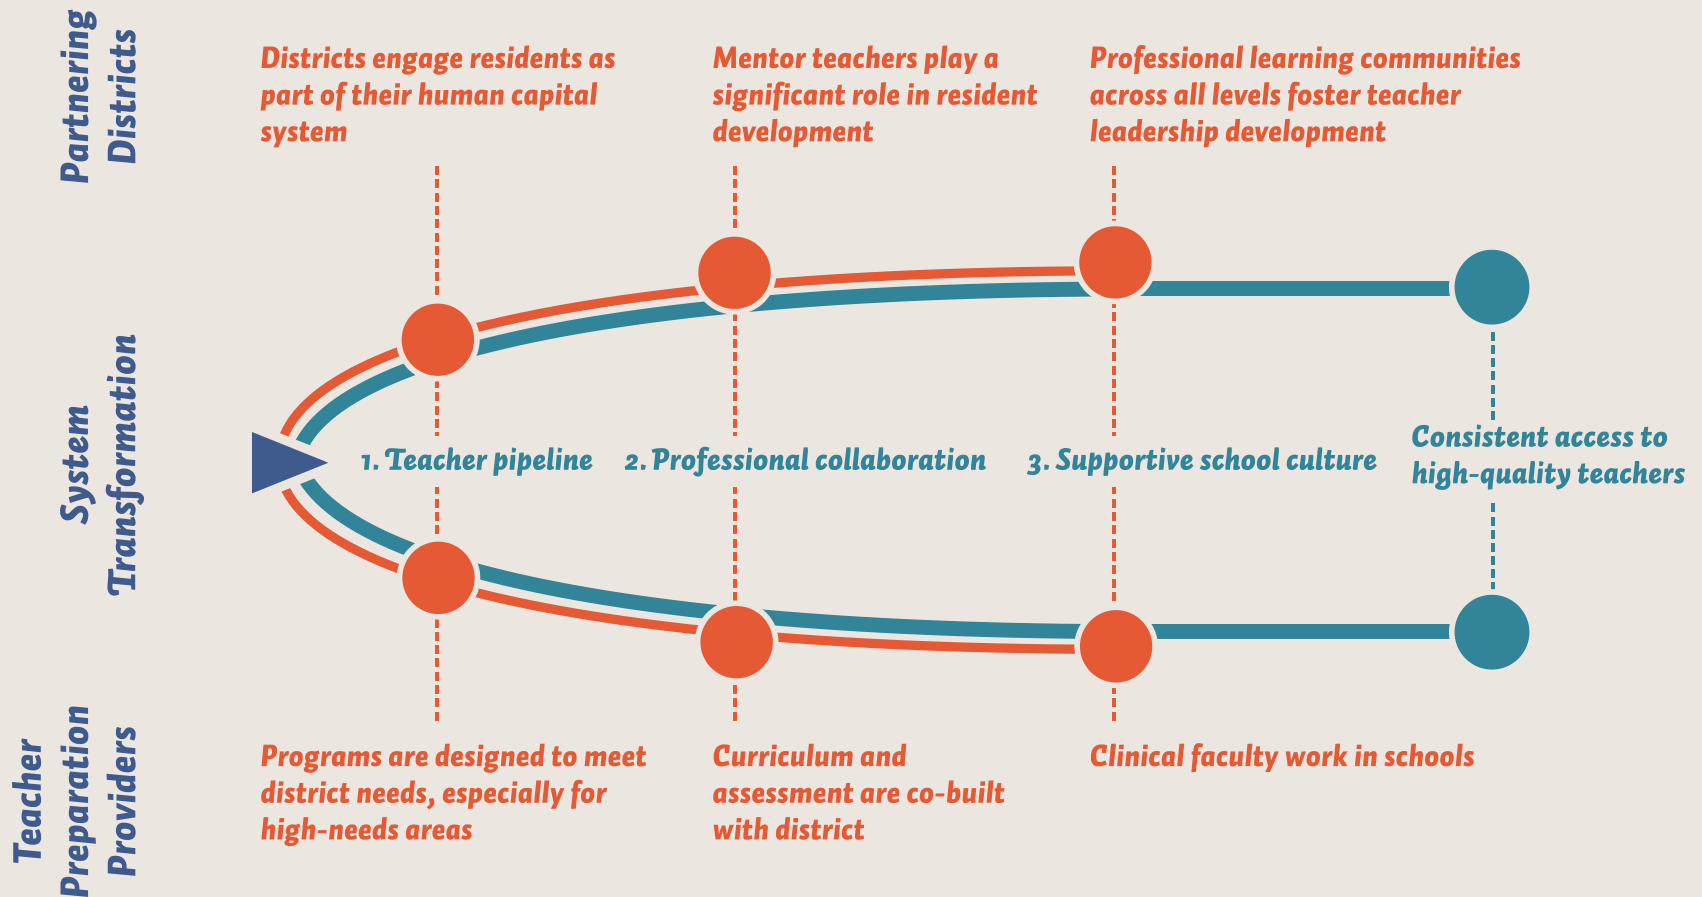 Partnering
Districts
Districts engage residents as
part of their human capital
system
Mentor teachers play a
significant role in resident
development
Professional learning communities
across all levels foster teacher
leadership development
System
Transformation
1. Teacher pipeline
2. Professional collaboration
3. Supportive school culture
Consistent access to
high-quality teachers
Teacher
Preparation
Providers
Programs are designed to meet
district needs, especially for
high-needs areas
Curriculum and
assessment are co-built
with district
Clinical faculty work in schools